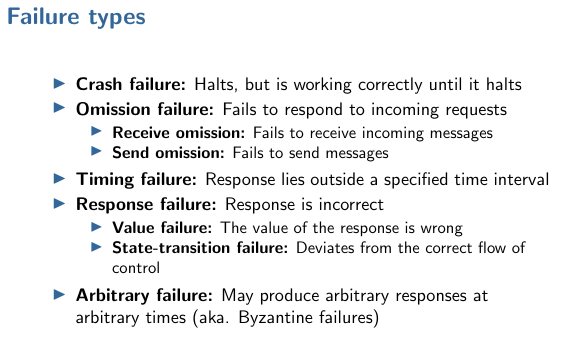 Failure types
Crash failure: Halts, but is working correctly until it halts
Omission failure: Fails to respond to incoming requests
Receive omission: Fails to receive incoming messages
Send omission: Fails to send messages
Timing failure: Response lies outside a specified time interval
Response failure: Response is incorrect
Value failure: The value of the response is wrong
State-transition failure: Deviates from the correct flow of
control
Arbitrary failure: May produce arbitrary responses at
arbitrary times (aka. Byzantine failures)